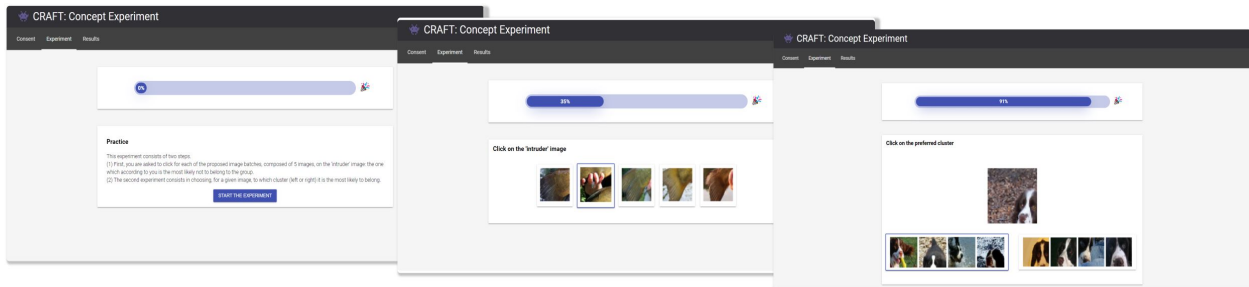 CRAFT: Concept Experiment
Consent Experiment Results
0%
Practice
This experiment consists of two steps.
(1) First, you are asked to click for each of the proposed image batches, composed of 5 images, on the 'intruder' image: the one
which according to you is the most likely not to belong to the group.
(2) The second experiment consists in choosing, for a given image, to which cluster (left or right) it is the most likely to belong.
START THE EXPERIMENT
CRAFT: Concept Experiment
Consent Experiment Results
35%
Click on the 'Intruder' image
CRAFT: Concept Experiment
Consent Experiment Results
91%
Click on the preferred cluster